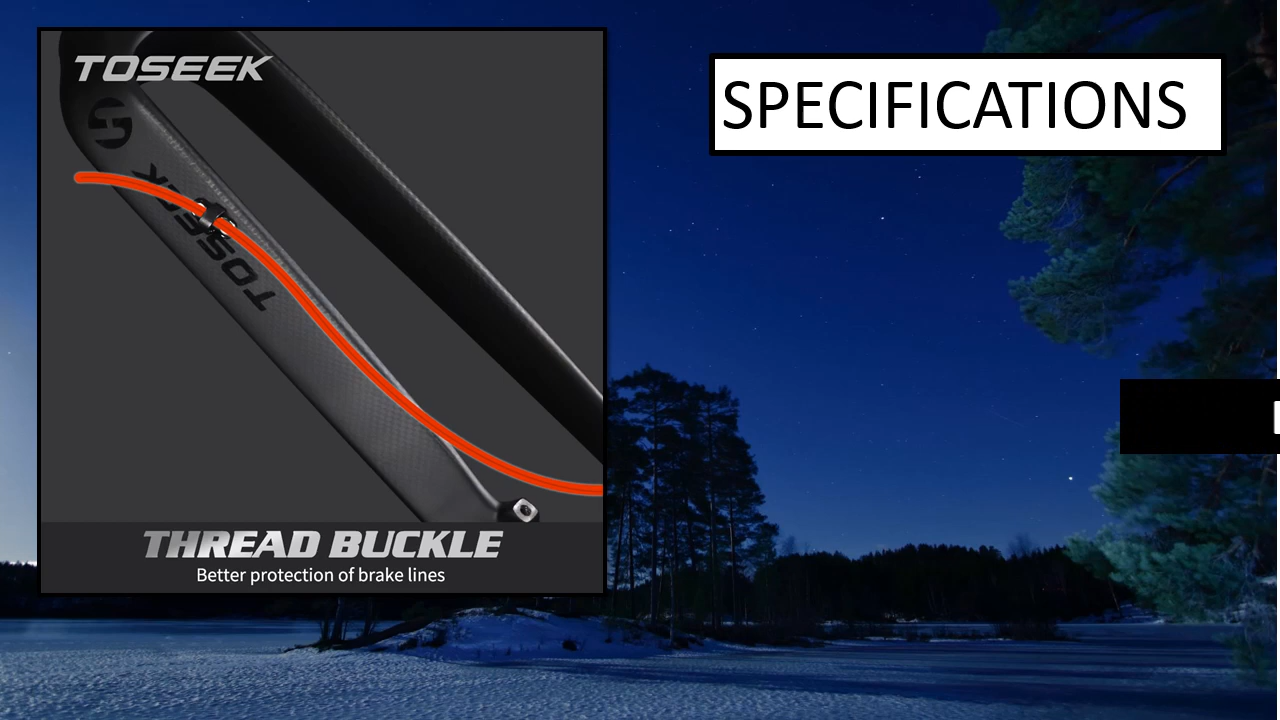 TOSEEK
TOSEEK
THREAD BUCKLE
Better protection of brake lines
SPECIFICATIONS